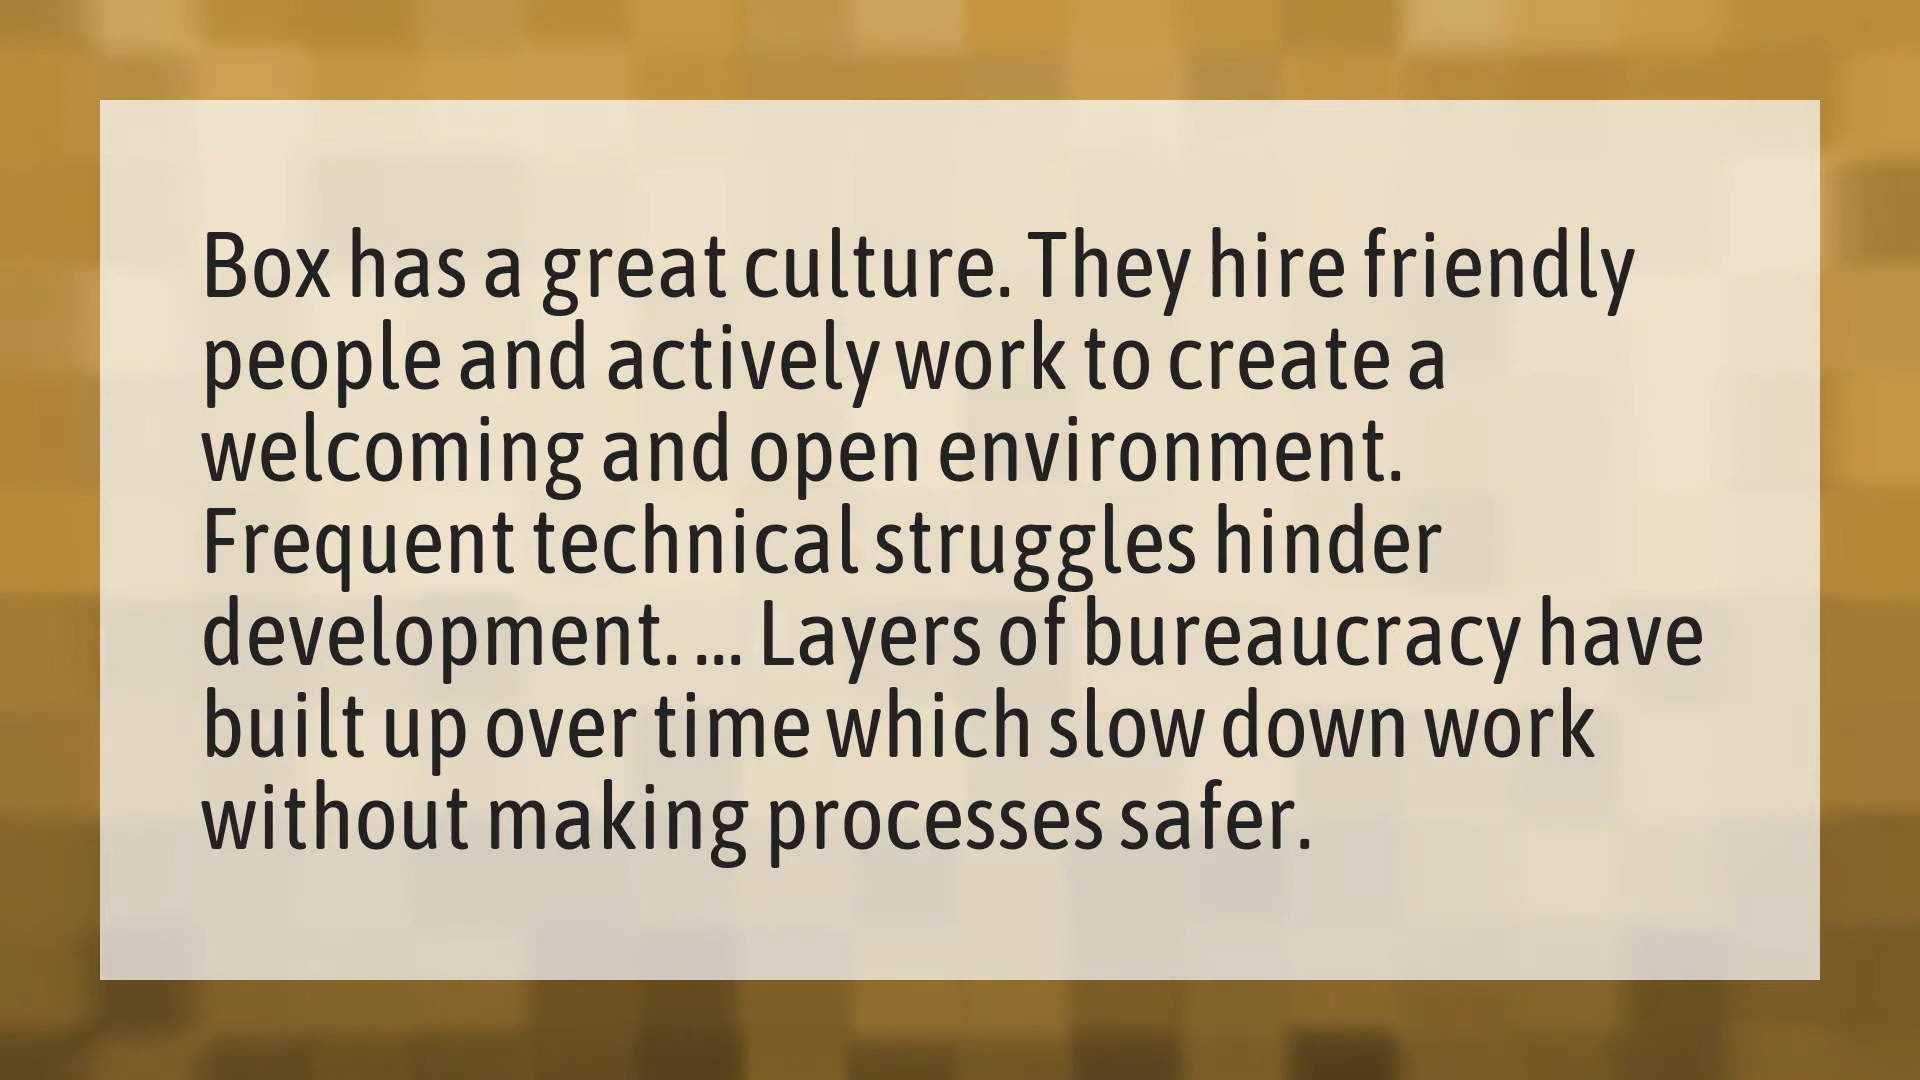 Box has a great culture. They hire friendly
people and actively work to create a
welcoming and open environment.
Frequent technical struggles hinder
development. ... Layers of bureaucracy have
built up over time which slow down work
without making processes safer.